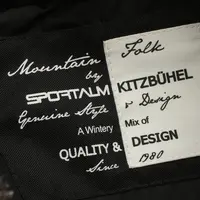 Mountain Folk
by
SPORTALM KITZBÜHEL
Genuine Style & Design
A Wintery Mix of
QUALITY & DESIGN
Since 1980